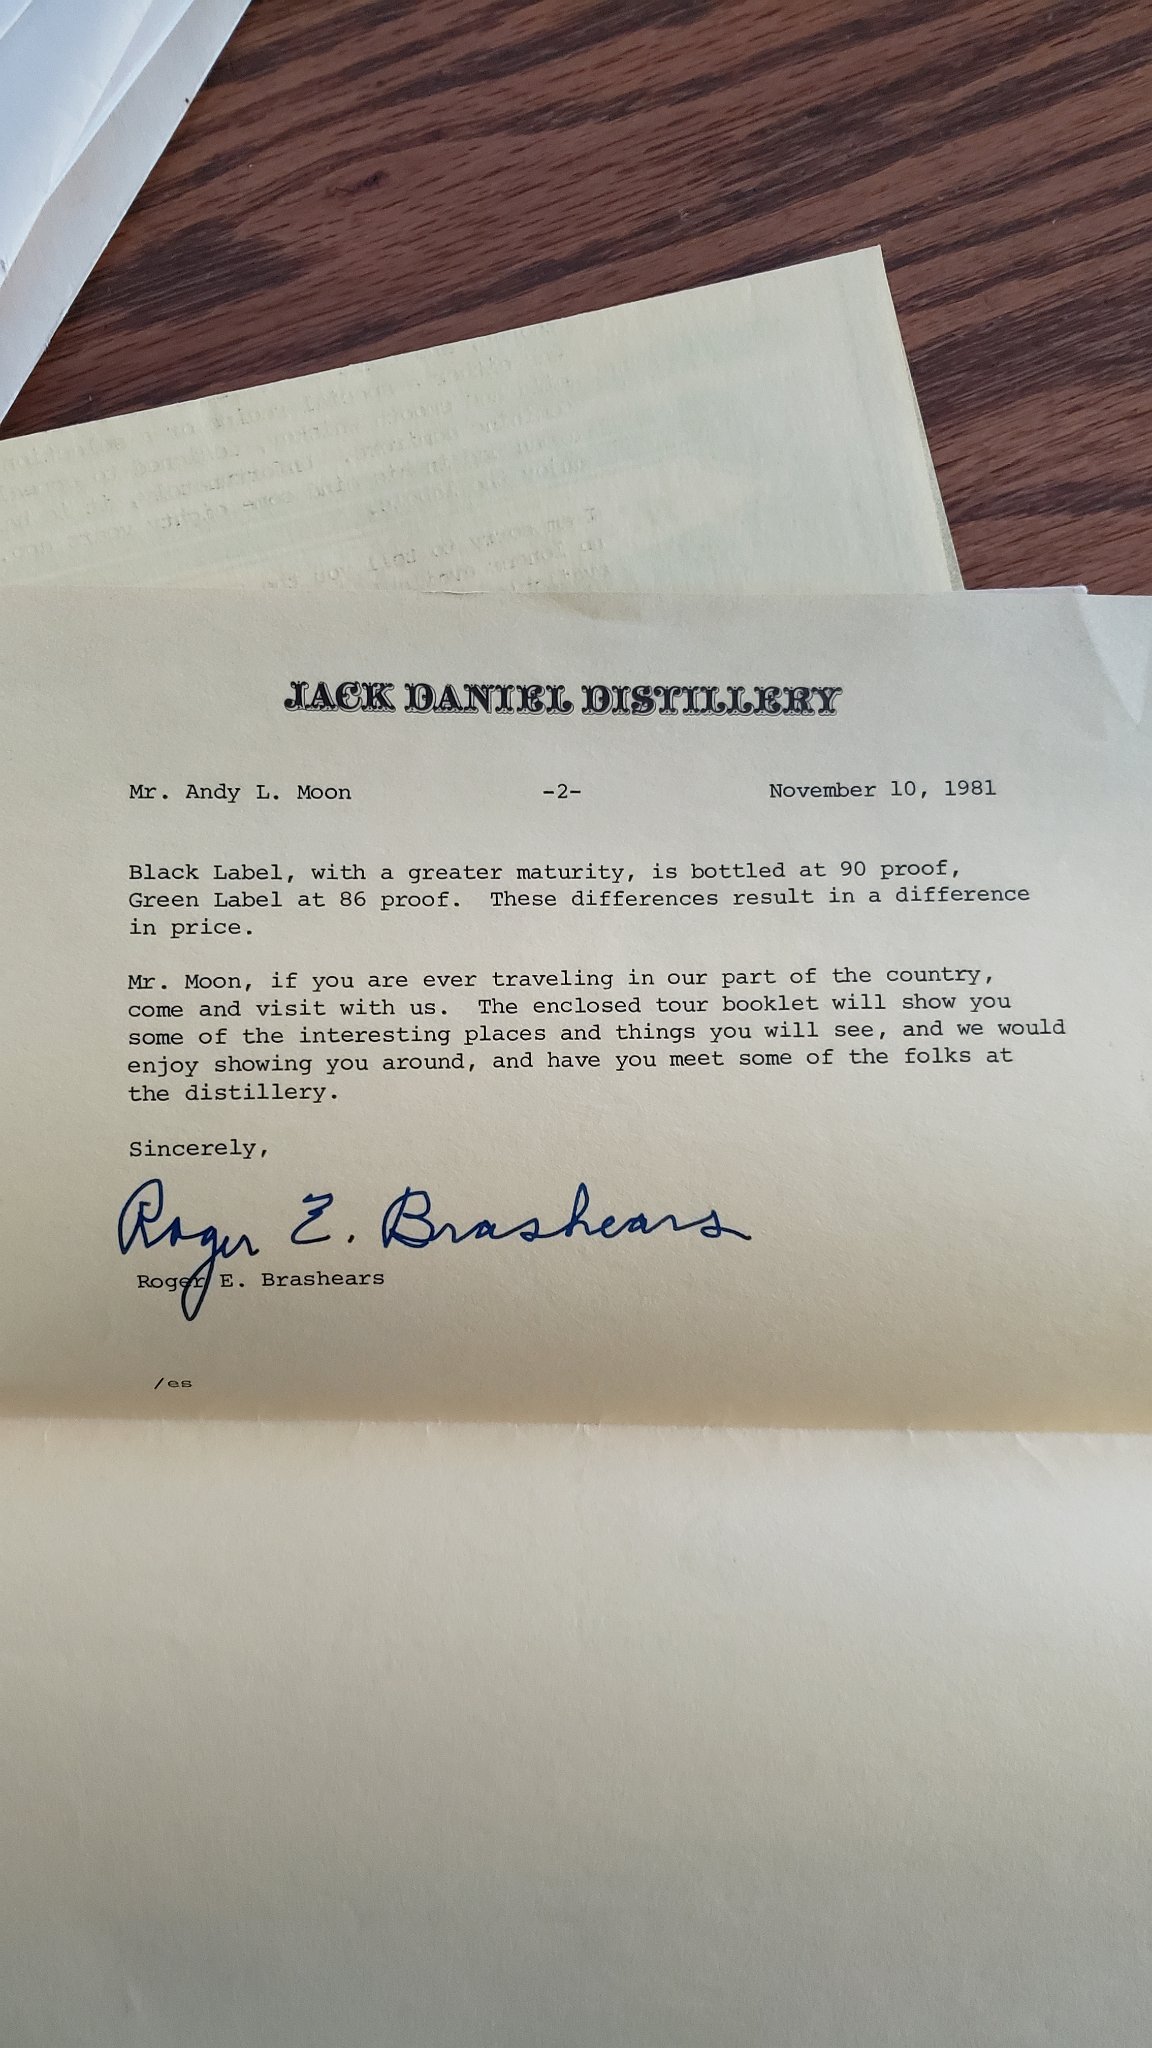 JACK DANIEL DISTILLERY
Mr. Andy L. Moon -2- November 10, 1981
Black Label, with a greater maturity, is bottled at 90 proof,
Green Label at 86 proof. These differences result in a difference
in price.
Mr. Moon, if you are ever traveling in our part of the country,
come and visit with us. The enclosed tour booklet will show you
some of the interesting places and things you will see, and we would
enjoy showing you around, and have you meet some of the folks at
the distillery.
Sincerely,
Roger E. Brashears
Roger E. Brashears
/es